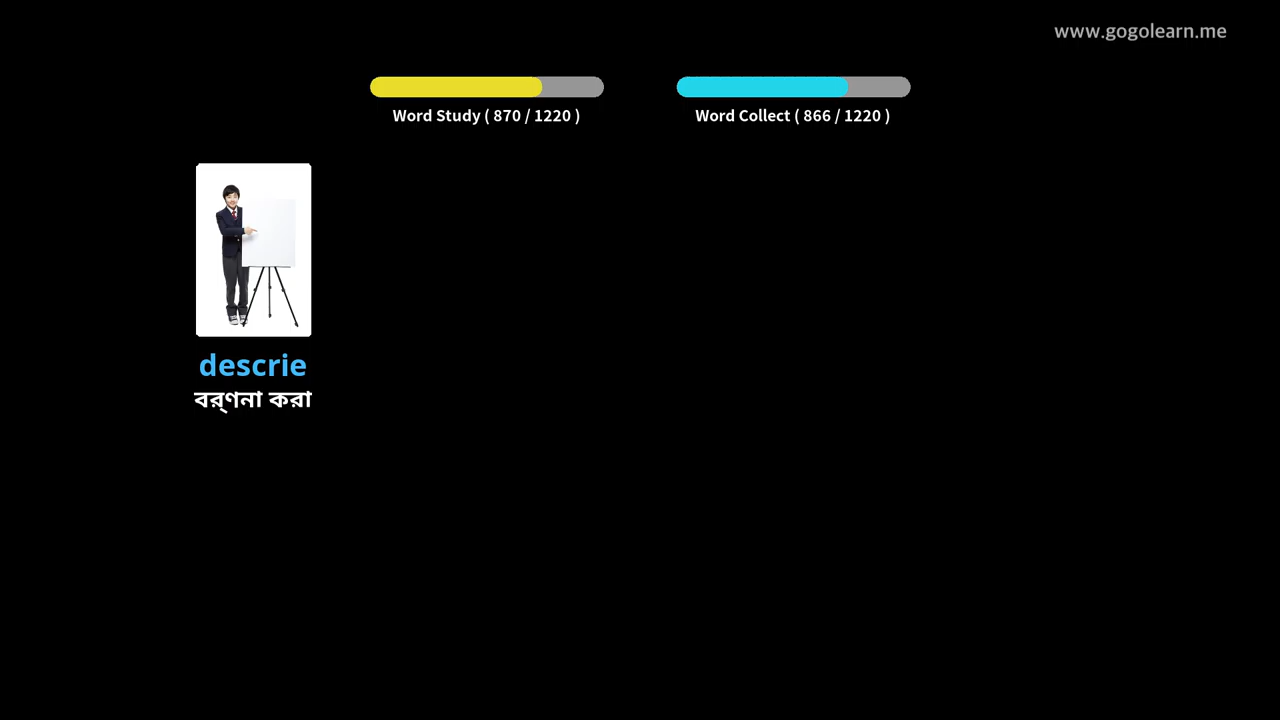 www.gogolearn.me
Word Study ( 870 / 1220 )
Word Collect ( 866 / 1220 )
descrie
বর্ণনা করা